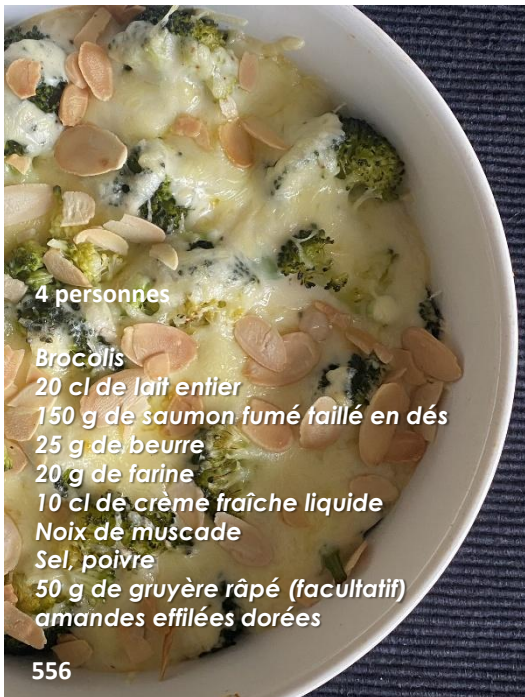 4 personnes
Brocolis
20 cl de lait entier
150 g de saumon fumé taillé en dés
25 g de beurre
20 g de farine
10 cl de crème fraîche liquide
Noix de muscade
Sel, poivre
50 g de gruyère râpé (facultatif)
amandes effilées dorées
556